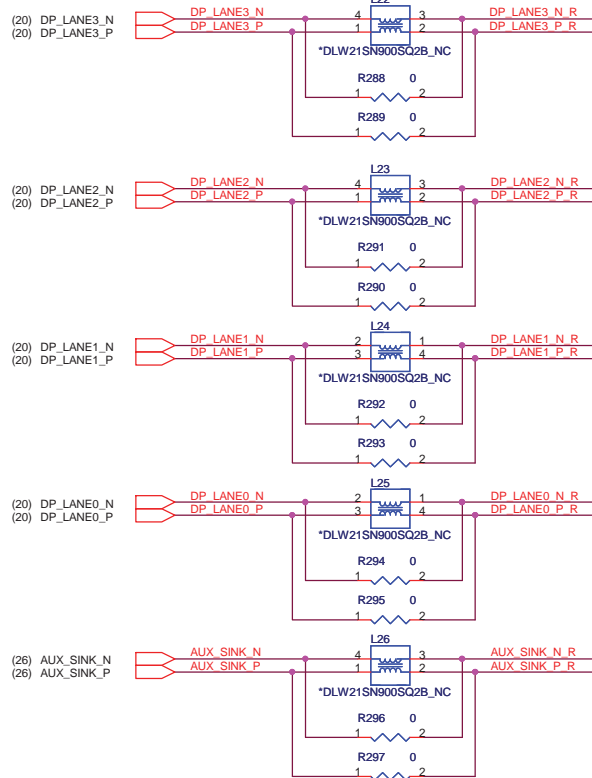 L22
(20) DP_LANE3_N DP_LANE3_N 4 3 DP_LANE3_N_R
(20) DP_LANE3_P DP_LANE3_P 1 2 DP_LANE3_P_R
*DLW21SN900SQ2B_NC
R288 0
1 2
R289 0
1 2
L23
(20) DP_LANE2_N DP_LANE2_N 4 3 DP_LANE2_N_R
(20) DP_LANE2_P DP_LANE2_P 1 2 DP_LANE2_P_R
*DLW21SN900SQ2B_NC
R291 0
1 2
R290 0
1 2
L24
(20) DP_LANE1_N DP_LANE1_N 2 1 DP_LANE1_N_R
(20) DP_LANE1_P DP_LANE1_P 3 4 DP_LANE1_P_R
*DLW21SN900SQ2B_NC
R292 0
1 2
R293 0
1 2
L25
(20) DP_LANE0_N DP_LANE0_N 2 1 DP_LANE0_N_R
(20) DP_LANE0_P DP_LANE0_P 3 4 DP_LANE0_P_R
*DLW21SN900SQ2B_NC
R294 0
1 2
R295 0
1 2
L26
(26) AUX_SINK_N AUX_SINK_N 4 3 AUX_SINK_N_R
(26) AUX_SINK_P AUX_SINK_P 1 2 AUX_SINK_P_R
*DLW21SN900SQ2B_NC
R296 0
1 2
R297 0
1 2